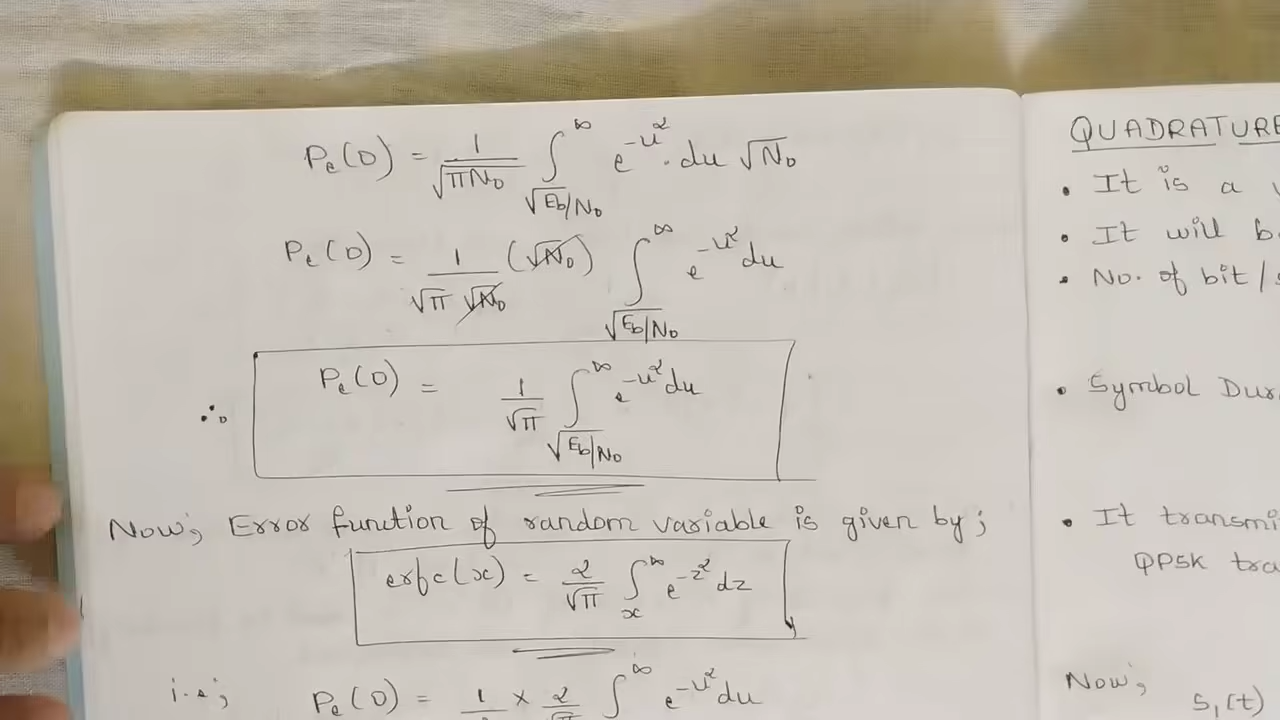 Pe(0) = 1/√πN0 ∫_{√Eb/N0}^{∞} e^{-u²} . du √N0
Pe(0) = 1/√π √N0 (√N0) ∫_{√Eb/N0}^{∞} e^{-u²} du
∴ Pe(0) = 1/√π ∫_{√Eb/N0}^{∞} e^{-u²} du
Now; Error function of random variable is given by;
erfc(x) = 2/√π ∫_{x}^{∞} e^{-z²} dz
i.e; Pe(0) = 1 × 2/√π ∫^{∞} e^{-u²} du
QUADRATURE
• It is a
• It will b
• No. of bit /
• Symbol Dur
• It transmi
QPSK tra
Now;
S1(t)